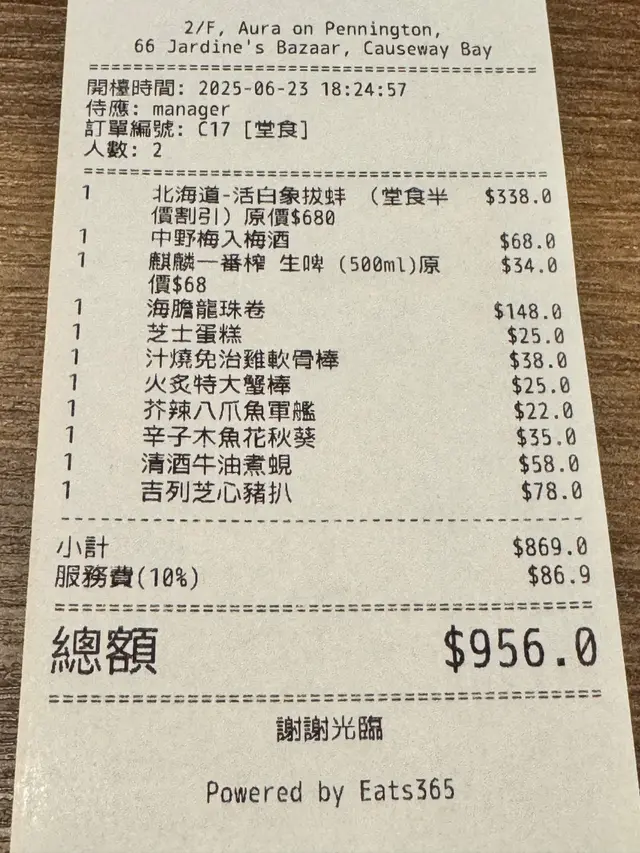 2/F, Aura on Pennington,
66 Jardine's Bazaar, Causeway Bay
開檯時間: 2025-06-23 18:24:57
侍應: manager
訂單編號: C17 [堂食]
人數: 2
1 北海道-活白象拔蚌 (堂食半 $338.0
價割引) 原價$680
1 中野梅入梅酒 $68.0
1 麒麟一番榨 生啤 (500ml)原 $34.0
價$68
1 海膽龍珠卷 $148.0
1 芝士蛋糕 $25.0
1 汁燒免治雞軟骨棒 $38.0
1 火炙特大蟹棒 $25.0
1 芥辣八爪魚軍艦 $22.0
1 辛子木魚花秋葵 $35.0
1 清酒牛油煮蜆 $58.0
1 吉列芝心豬扒 $78.0
小計 $869.0
服務費(10%) $86.9
總額 $956.0
謝謝光臨
Powered by Eats365